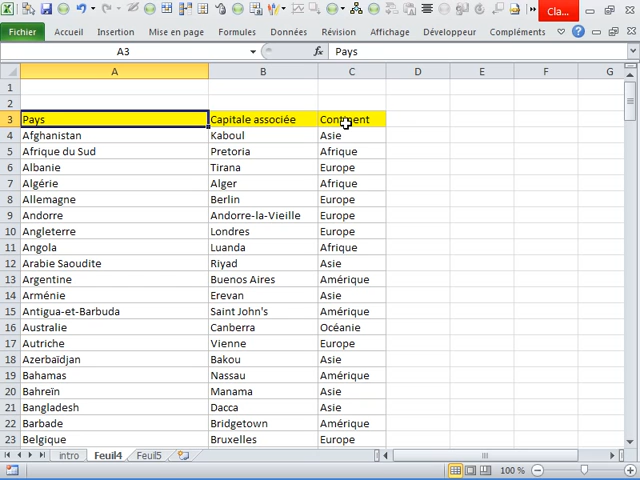 Cla...
Fichier Accueil Insertion Mise en page Formules Données Révision Affichage Développeur Compléments
A3 fx Pays
A B C D E F G
1
2
3 Pays Capitale associée Continent
4 Afghanistan Kaboul Asie
5 Afrique du Sud Pretoria Afrique
6 Albanie Tirana Europe
7 Algérie Alger Afrique
8 Allemagne Berlin Europe
9 Andorre Andorre-la-Vieille Europe
10 Angleterre Londres Europe
11 Angola Luanda Afrique
12 Arabie Saoudite Riyad Asie
13 Argentine Buenos Aires Amérique
14 Arménie Erevan Asie
15 Antigua-et-Barbuda Saint John's Amérique
16 Australie Canberra Océanie
17 Autriche Vienne Europe
18 Azerbaïdjan Bakou Asie
19 Bahamas Nassau Amérique
20 Bahreïn Manama Asie
21 Bangladesh Dacca Asie
22 Barbade Bridgetown Amérique
23 Belgique Bruxelles Europe
intro Feuil4 Feuil5
100 %